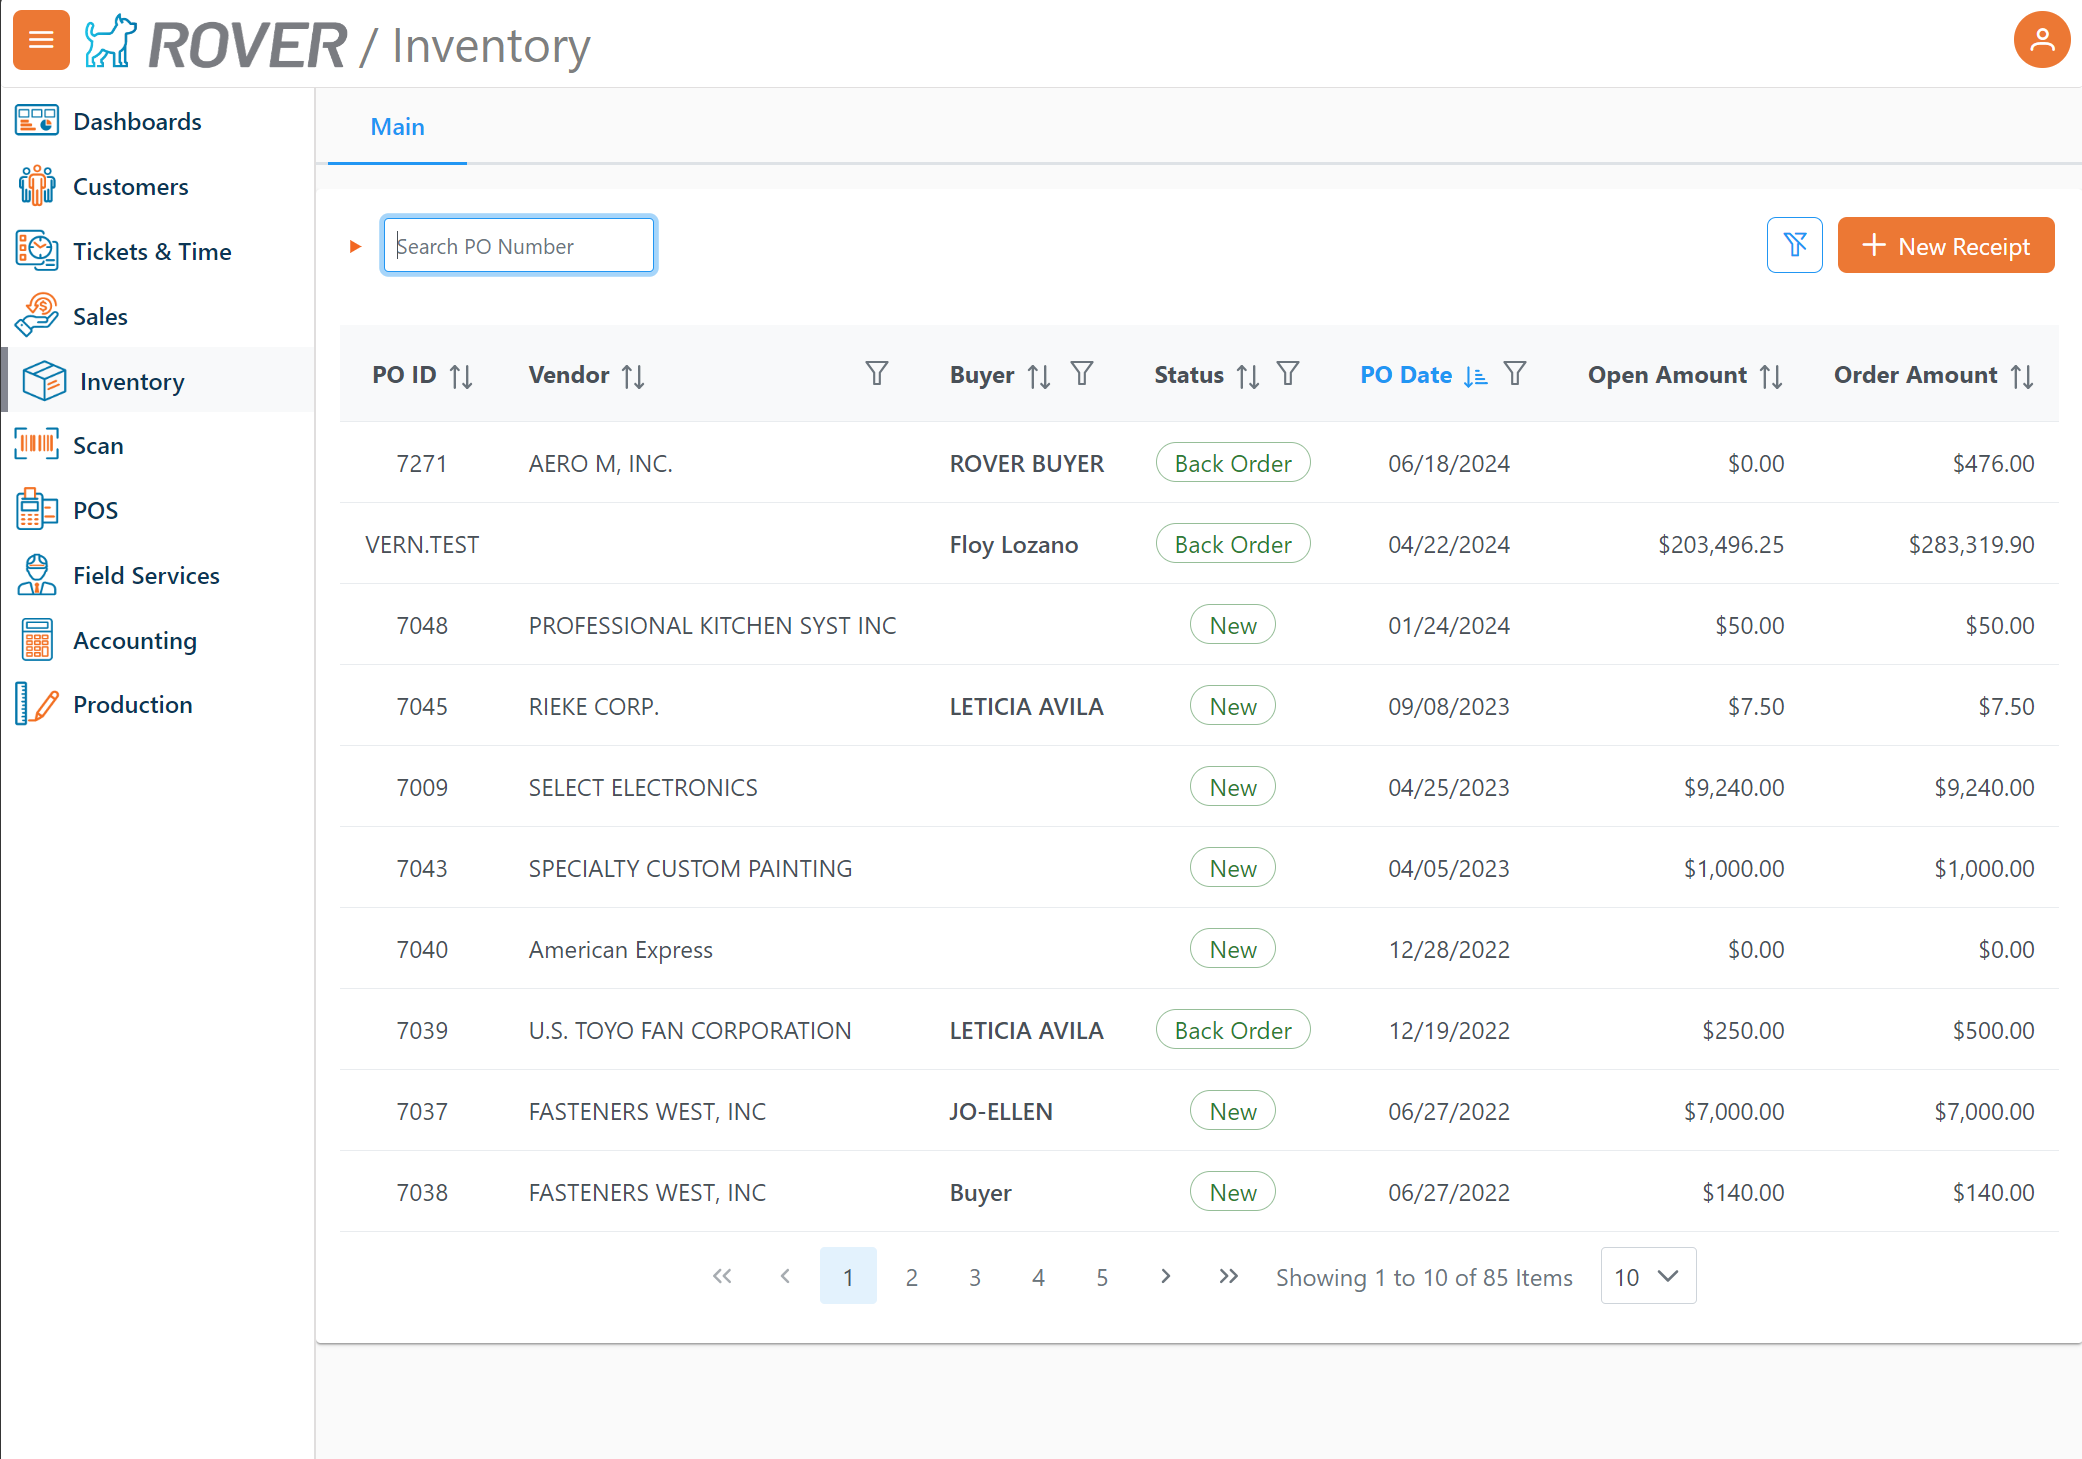 ROVER / Inventory
Dashboards
Customers
Tickets & Time
Sales
Inventory
Scan
POS
Field Services
Accounting
Production
Main
Search PO Number
New Receipt
PO ID Vendor Buyer Status PO Date Open Amount Order Amount
7271 AERO M, INC. ROVER BUYER Back Order 06/18/2024 $0.00 $476.00
VERN.TEST Floy Lozano Back Order 04/22/2024 $203,496.25 $283,319.90
7048 PROFESSIONAL KITCHEN SYST INC New 01/24/2024 $50.00 $50.00
7045 RIEKE CORP. LETICIA AVILA New 09/08/2023 $7.50 $7.50
7009 SELECT ELECTRONICS New 04/25/2023 $9,240.00 $9,240.00
7043 SPECIALTY CUSTOM PAINTING New 04/05/2023 $1,000.00 $1,000.00
7040 American Express New 12/28/2022 $0.00 $0.00
7039 U.S. TOYO FAN CORPORATION LETICIA AVILA Back Order 12/19/2022 $250.00 $500.00
7037 FASTENERS WEST, INC JO-ELLEN New 06/27/2022 $7,000.00 $7,000.00
7038 FASTENERS WEST, INC Buyer New 06/27/2022 $140.00 $140.00
1 2 3 4 5 Showing 1 to 10 of 85 Items 10